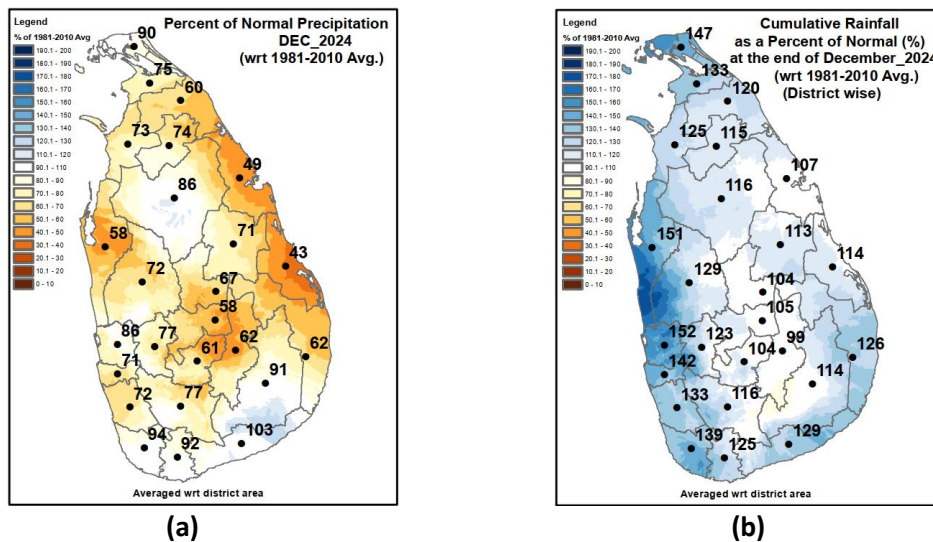 Legend
% of 1981-2010 Avg
190.1 - 200
180.1 - 190
170.1 - 180
160.1 - 170
150.1 - 160
140.1 - 150
130.1 - 140
120.1 - 130
110.1 - 120
90.1 - 110
80.1 - 90
70.1 - 80
60.1 - 70
50.1 - 60
40.1 - 50
30.1 - 40
20.1 - 30
10.1 - 20
0 - 10
Percent of Normal Precipitation
DEC_2024
(wrt 1981-2010 Avg.)
90
75
60
73
74
49
86
58
71
43
72
67
58
86
77
61
62
62
71
91
72
77
103
94
92
Averaged wrt district area
(a)
Legend
% of 1981-2010 Avg
190.1 - 200
180.1 - 190
170.1 - 180
160.1 - 170
150.1 - 160
140.1 - 150
130.1 - 140
120.1 - 130
110.1 - 120
90.1 - 110
80.1 - 90
70.1 - 80
60.1 - 70
50.1 - 60
40.1 - 50
30.1 - 40
20.1 - 30
10.1 - 20
0 - 10
Cumulative Rainfall
as a Percent of Normal (%)
at the end of December_2024
(wrt 1981-2010 Avg.)
(District wise)
147
133
120
125
115
107
116
151
113
114
129
104
105
152
123
104
99
126
142
114
133
116
129
139
125
Averaged wrt district area
(b)